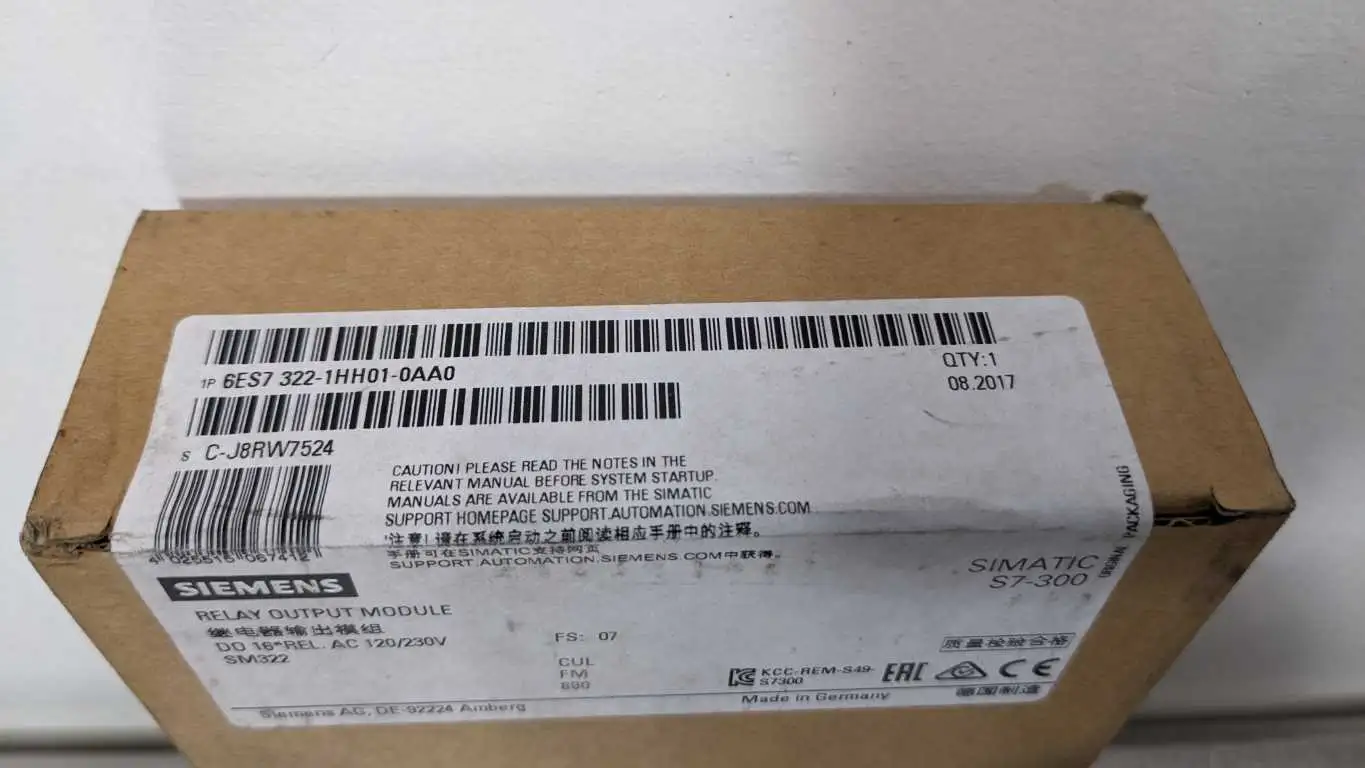 1P 6ES7 322-1HH01-0AA0
QTY:1
08.2017
S C-J8RW7524
CAUTION! PLEASE READ THE NOTES IN THE
RELEVANT MANUAL BEFORE SYSTEM STARTUP.
MANUALS ARE AVAILABLE FROM THE SIMATIC
SUPPORT HOMEPAGE SUPPORT.AUTOMATION.SIEMENS.COM
注意! 请在系统启动之前阅读相应手册中的注释。
手册可在SIMATIC支持网页
SUPPORT.AUTOMATION.SIEMENS.COM中获得。
4 025515 067412
ORIGINAL PACKAGING
SIEMENS
SIMATIC
S7-300
RELAY OUTPUT MODULE
继电器输出模组
DO 16*REL. AC 120/230V
SM322
FS: 07
CUL
FM
质量检验合格
KCC-REM-S49-
S7300
EAC
CE
Made in Germany
德国制造
Siemens AG, DE-92224 Amberg